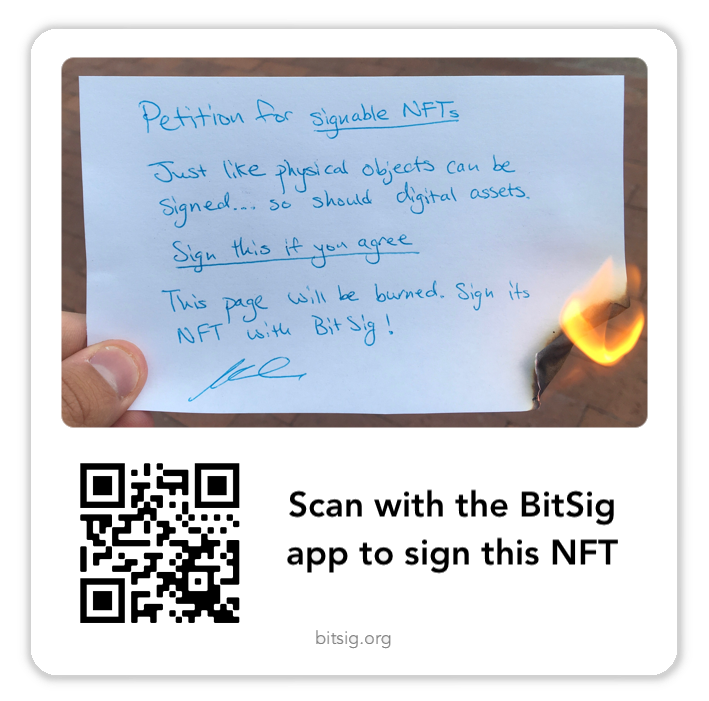 Petition for signable NFTs
Just like physical objects can be
signed... so should digital assets.
Sign this if you agree
This page will be burned. Sign its
NFT with BitSig!
Scan with the BitSig
app to sign this NFT
bitsig.org